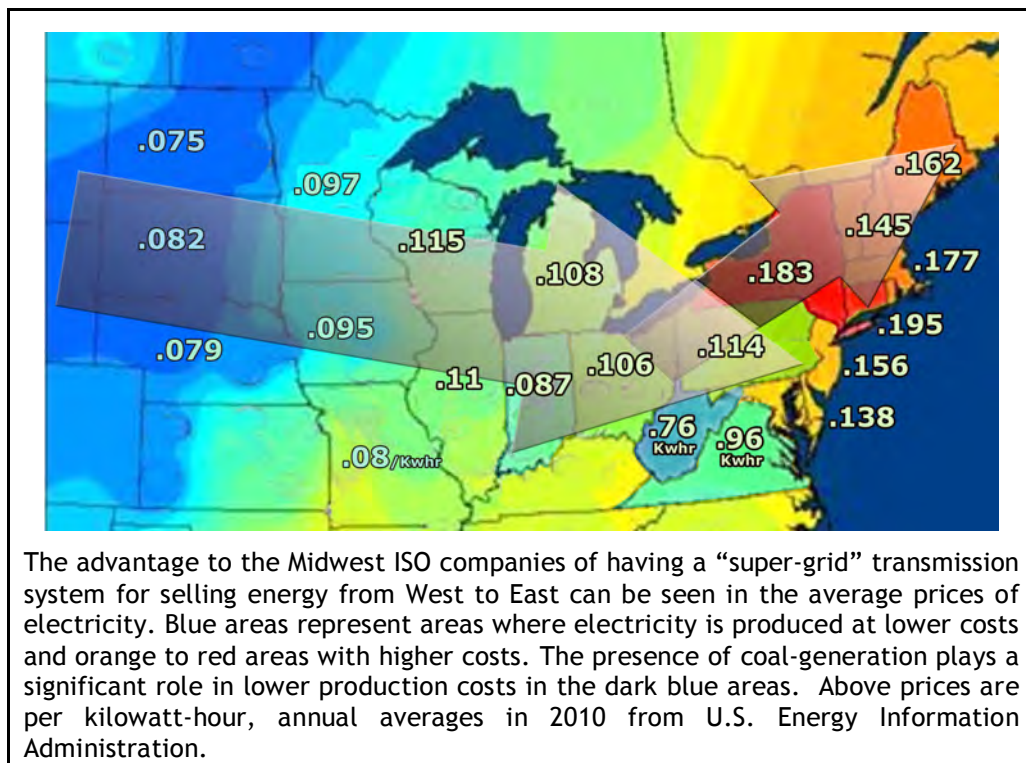 .075
.097
.162
.082
.115
.145
.108
.183
.177
.095
.195
.079
.114
.106
.11
.087
.156
.76
Kwhr
.96
Kwhr
.138
.08/Kwhr
The advantage to the Midwest ISO companies of having a “super-grid” transmission
system for selling energy from West to East can be seen in the average prices of
electricity. Blue areas represent areas where electricity is produced at lower costs
and orange to red areas with higher costs. The presence of coal-generation plays a
significant role in lower production costs in the dark blue areas. Above prices are
per kilowatt-hour, annual averages in 2010 from U.S. Energy Information
Administration.